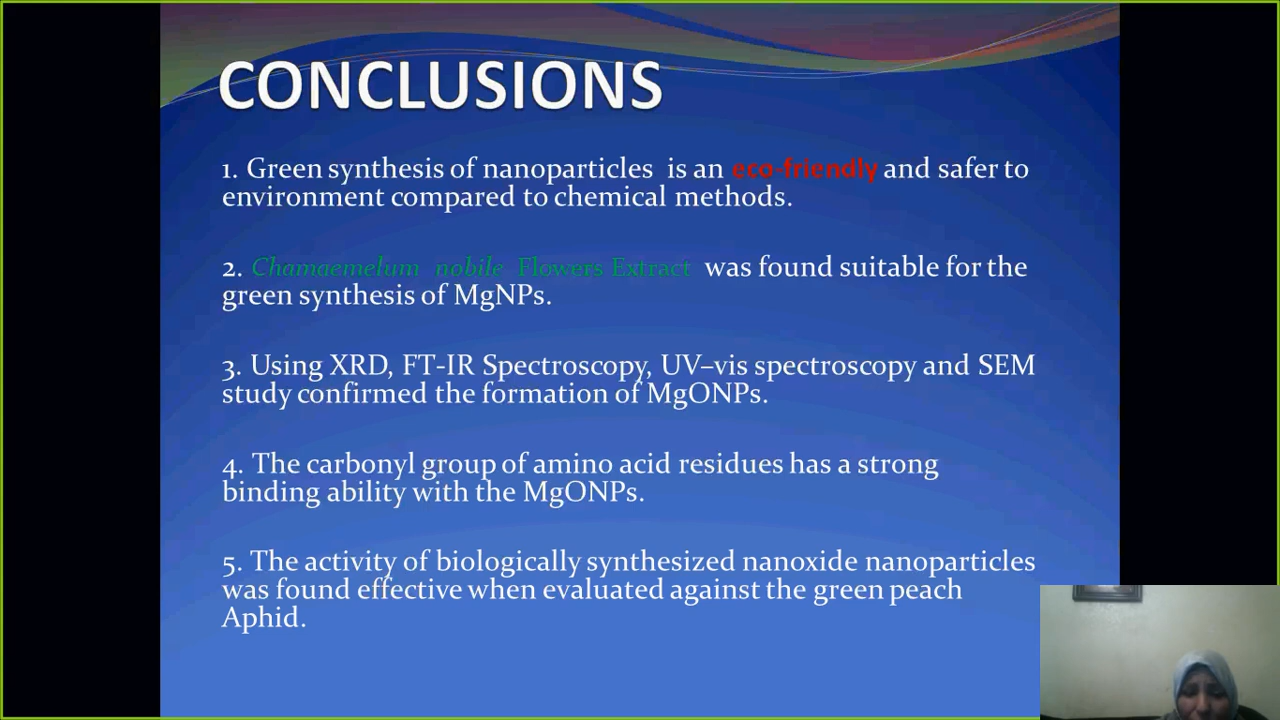 CONCLUSIONS
1. Green synthesis of nanoparticles is an eco-friendly and safer to
environment compared to chemical methods.
2. Chamaemelum nobile Flowers Extract was found suitable for the
green synthesis of MgNPs.
3. Using XRD, FT-IR Spectroscopy, UV–vis spectroscopy and SEM
study confirmed the formation of MgONPs.
4. The carbonyl group of amino acid residues has a strong
binding ability with the MgONPs.
5. The activity of biologically synthesized nanoxide nanoparticles
was found effective when evaluated against the green peach
Aphid.